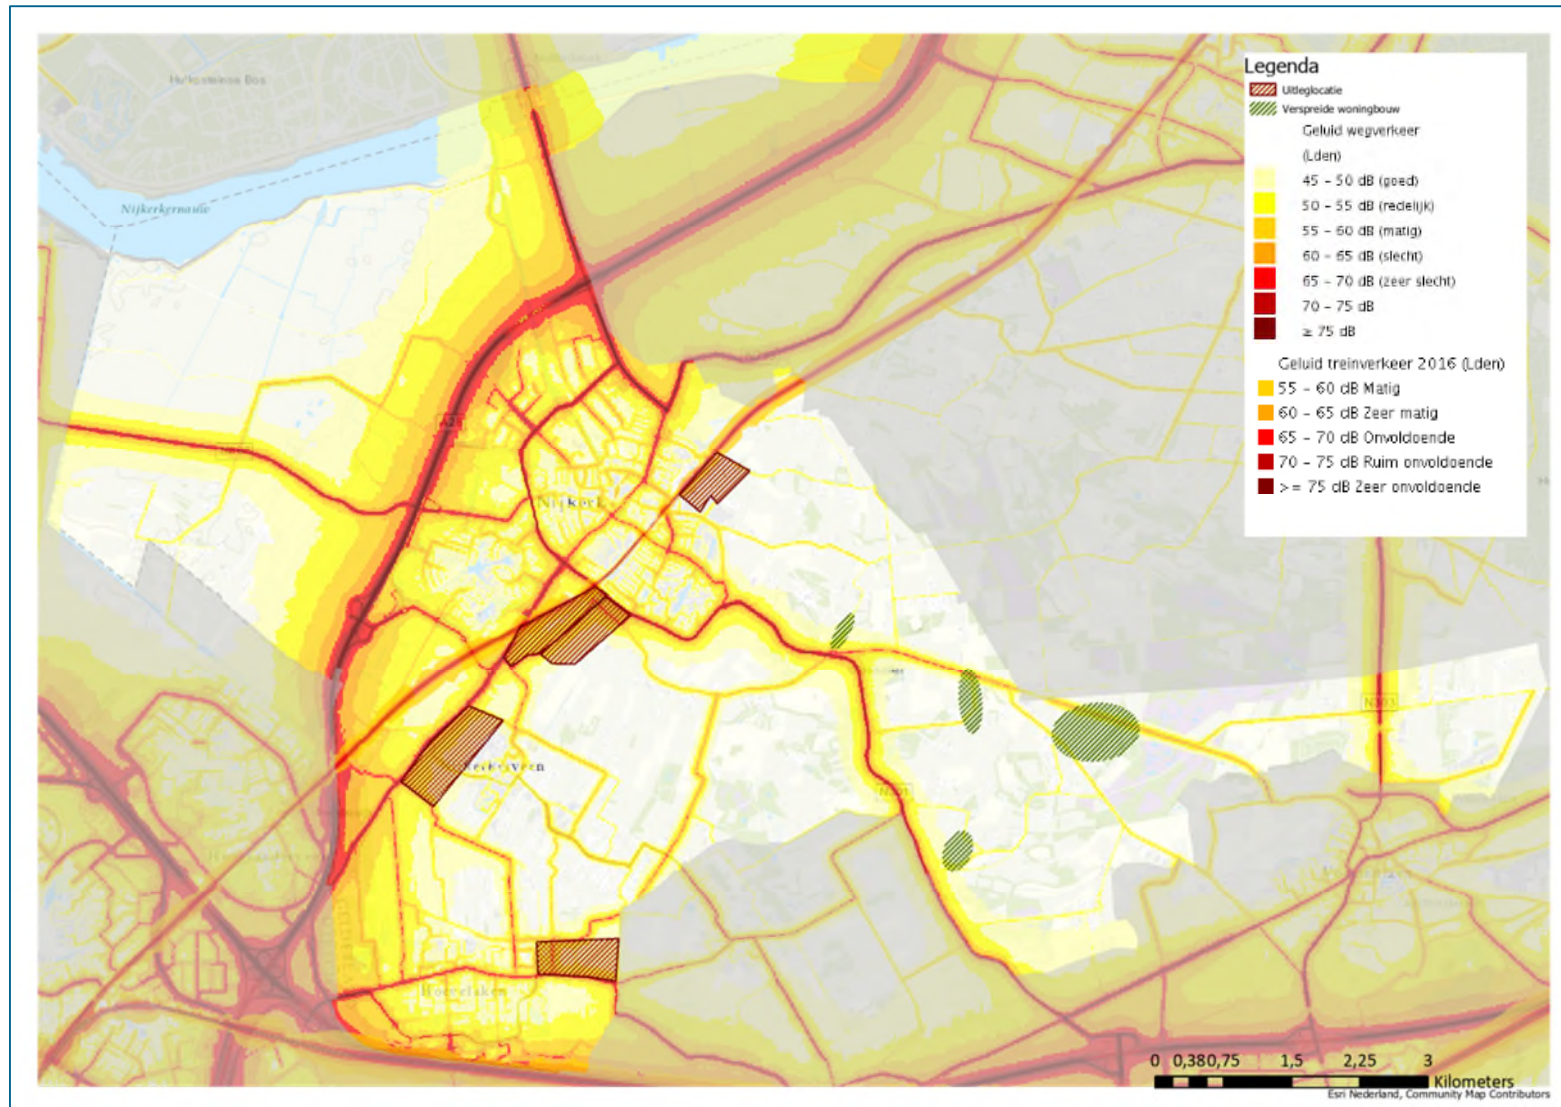 Nijkerkernauw
A28
Nijkerk
N301
N303
Hoevelaken
Legenda
Uitleglocatie
Verspreide woningbouw
Geluid wegverkeer
(Lden)
45 - 50 dB (goed)
50 - 55 dB (redelijk)
55 - 60 dB (matig)
60 - 65 dB (slecht)
65 - 70 dB (zeer slecht)
70 - 75 dB
≥ 75 dB
Geluid treinverkeer 2016 (Lden)
55 - 60 dB Matig
60 - 65 dB Zeer matig
65 - 70 dB Onvoldoende
70 - 75 dB Ruim onvoldoende
>= 75 dB Zeer onvoldoende
0 0,380,75 1,5 2,25 3
Kilometers
Esri Nederland, Community Map Contributors